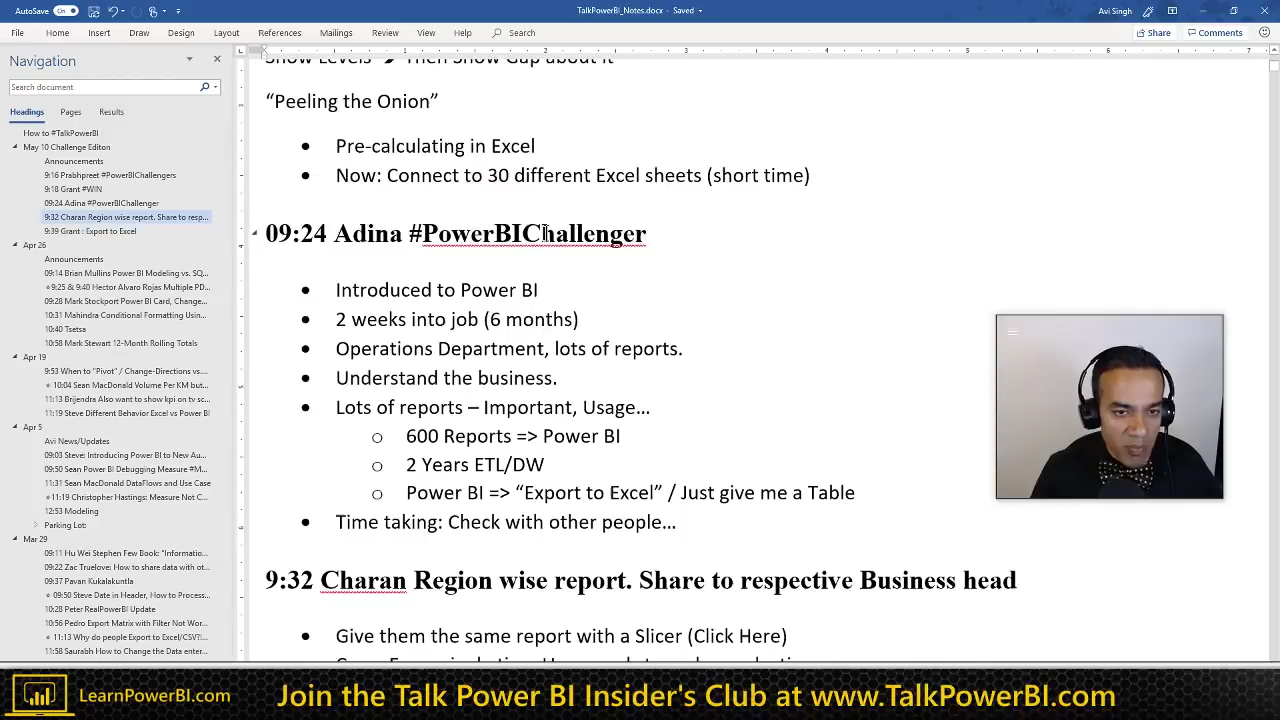 AutoSave On
TalkPowerBI_Notes.docx - Saved
Avi Singh
File Home Insert Draw Design Layout References Mailings Review View Help Search Share Comments
Navigation
Search document
Headings Pages Results
How to #TalkPowerBI
May 10 Challenge Editon
Announcements
9:16 Prabhpreet #PowerBIChallengers
9:18 Grant #WIN
09:24 Adina #PowerBIChallenger
9:32 Charan Region wise report. Share to resp...
9:39 Grant : Export to Excel
Apr 26
Announcements
09:14 Brian Mullins Power BI Modeling vs. SQ...
9:25 & 9:40 Hector Alvaro Rojas Multiple PD...
09:28 Mark Stockport Power BI Card, Change...
10:31 Mahindra Conditional Formatting Usin...
10:40 Tsetsa
10:58 Mark Stewart 12-Month Rolling Totals
Apr 19
9:53 When to "Pivot" / Change-Directions vs....
10:04 Sean MacDonald Volume Per KM but...
11:13 Brijendra Also want to show kpi on tv sc...
11:19 Steve Different Behavior Excel vs Power BI
Apr 5
Avi News/Updates
09:03 Steve: Introducing Power BI to New Au...
09:50 Sean Power BI Debugging Measure #M...
11:31 Sean MacDonald DataFlows and Use Case
11:19 Christopher Hastings: Measure Not C...
12:53 Modeling
Parking Lot:
Mar 29
09:11 Hu Wei Stephen Few Book: "Informatio...
09:22 Zac Truelove: How to share data with ot...
09:37 Pavan Kukalakuntla
09:50 Steve Date in Header, How to Process...
10:28 Peter RealPowerBI Update
10:56 Pedro Export Matrix with Filter Not Wor...
11:13 Why do people Export to Excel/CSV?!...
11:58 Saurabh How to Change the Data enter...
1 2 3 4 5 6 7
Show Levels → Then Show Gap about it
“Peeling the Onion”
• Pre-calculating in Excel
• Now: Connect to 30 different Excel sheets (short time)
09:24 Adina #PowerBIChallenger
• Introduced to Power BI
• 2 weeks into job (6 months)
• Operations Department, lots of reports.
• Understand the business.
• Lots of reports – Important, Usage…
o 600 Reports => Power BI
o 2 Years ETL/DW
o Power BI => “Export to Excel” / Just give me a Table
• Time taking: Check with other people…
9:32 Charan Region wise report. Share to respective Business head
• Give them the same report with a Slicer (Click Here)
LearnPowerBI.com
Join the Talk Power BI Insider's Club at www.TalkPowerBI.com